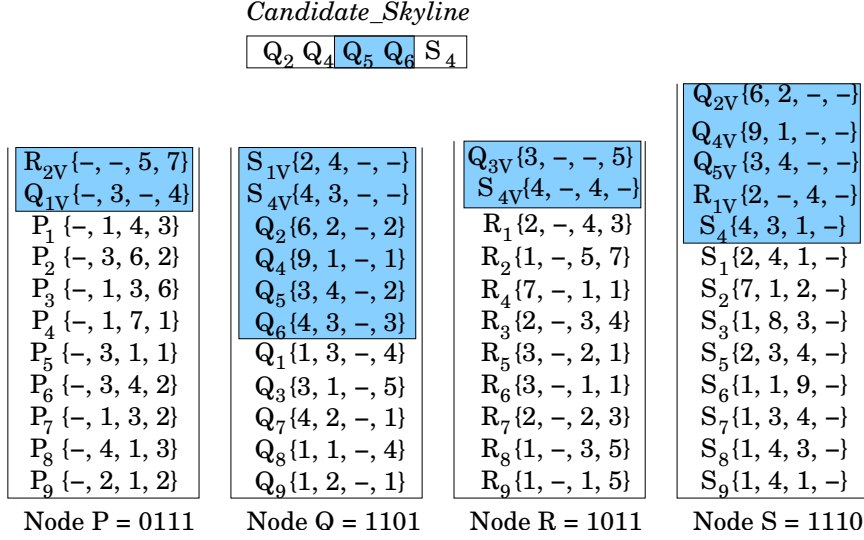 Candidate_Skyline
Q2 Q4 Q5 Q6 S4
R2V{–, –, 5, 7}
Q1V{–, 3, –, 4}
P1 {–, 1, 4, 3}
P2 {–, 3, 6, 2}
P3 {–, 1, 3, 6}
P4 {–, 1, 7, 1}
P5 {–, 3, 1, 1}
P6 {–, 3, 4, 2}
P7 {–, 1, 3, 2}
P8 {–, 4, 1, 3}
P9 {–, 2, 1, 2}
Node P = 0111
S1V{2, 4, –, –}
S4V{4, 3, –, –}
Q2{6, 2, –, 2}
Q4{9, 1, –, 1}
Q5{3, 4, –, 2}
Q6{4, 3, –, 3}
Q1{1, 3, –, 4}
Q3{3, 1, –, 5}
Q7{4, 2, –, 1}
Q8{1, 1, –, 4}
Q9{1, 2, –, 1}
Node Q = 1101
Q3V{3, –, –, 5}
S4V{4, –, 4, –}
R1{2, –, 4, 3}
R2{1, –, 5, 7}
R4{7, –, 1, 1}
R3{2, –, 3, 4}
R5{3, –, 2, 1}
R6{3, –, 1, 1}
R7{2, –, 2, 3}
R8{1, –, 3, 5}
R9{1, –, 1, 5}
Node R = 1011
Q2V{6, 2, –, –}
Q4V{9, 1, –, –}
Q5V{3, 4, –, –}
R1V{2, –, 4, –}
S4{4, 3, 1, –}
S1{2, 4, 1, –}
S2{7, 1, 2, –}
S3{1, 8, 3, –}
S5{2, 3, 4, –}
S6{1, 1, 9, –}
S7{1, 3, 4, –}
S8{1, 4, 3, –}
S9{1, 4, 1, –}
Node S = 1110